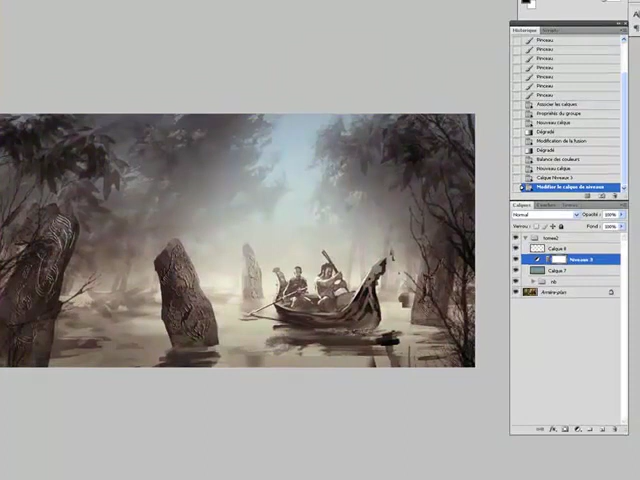 Historique
Scripts
Pinceau
Pinceau
Pinceau
Pinceau
Pinceau
Pinceau
Pinceau
Associer les calques
Propriétés du groupe
Nouveau calque
Dégradé
Modification de la fusion
Dégradé
Balance des couleurs
Nouveau calque
Calque Niveaux 3
Modifier le calque de niveaux
Calques
Normal
Opacité : 100%
Verrou :
Fond : 100%
Calque 8
Niveaux 3
Calque 7
nb
Arrière-plan